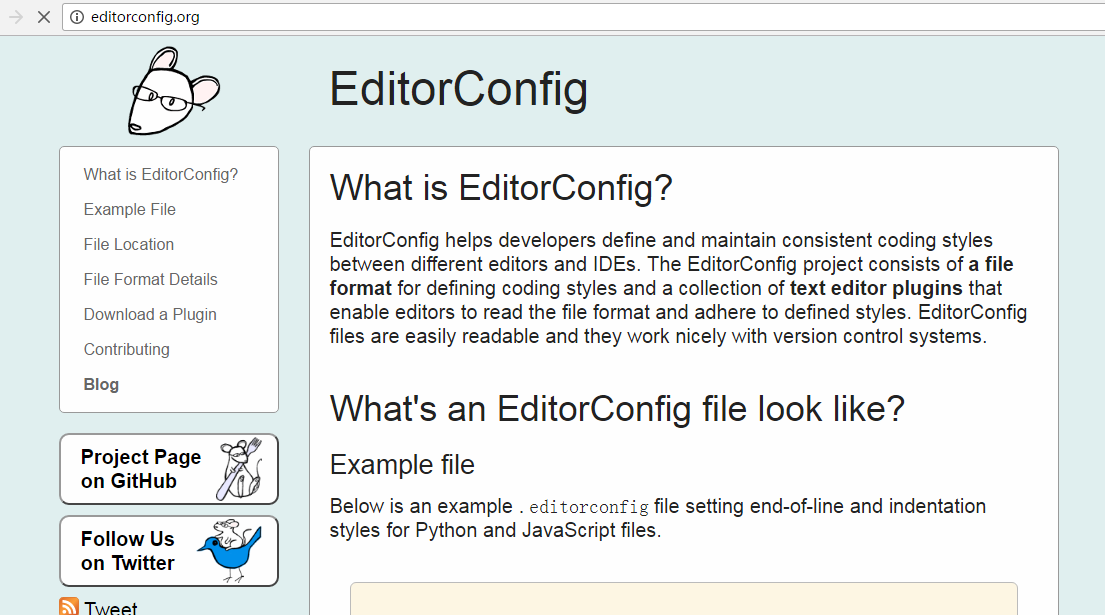 editorconfig.org
EditorConfig
What is EditorConfig?
Example File
File Location
File Format Details
Download a Plugin
Contributing
Blog
Project Page
on GitHub
Follow Us
on Twitter
Tweet
What is EditorConfig?
EditorConfig helps developers define and maintain consistent coding styles
between different editors and IDEs. The EditorConfig project consists of a file
format for defining coding styles and a collection of text editor plugins that
enable editors to read the file format and adhere to defined styles. EditorConfig
files are easily readable and they work nicely with version control systems.
What's an EditorConfig file look like?
Example file
Below is an example .editorconfig file setting end-of-line and indentation
styles for Python and JavaScript files.